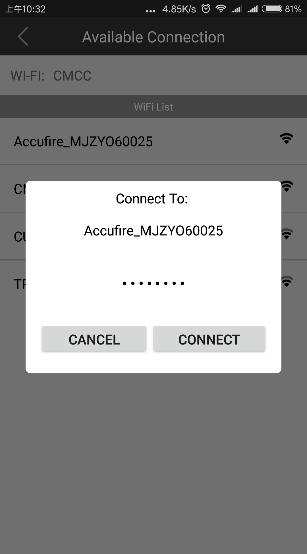 上午10:32 ... 4.85K/s 81%
Available Connection
WI-FI: CMCC
WiFi List
Accufire_MJZYO60025
Connect To:
Accufire_MJZYO60025
••••••••
CANCEL CONNECT